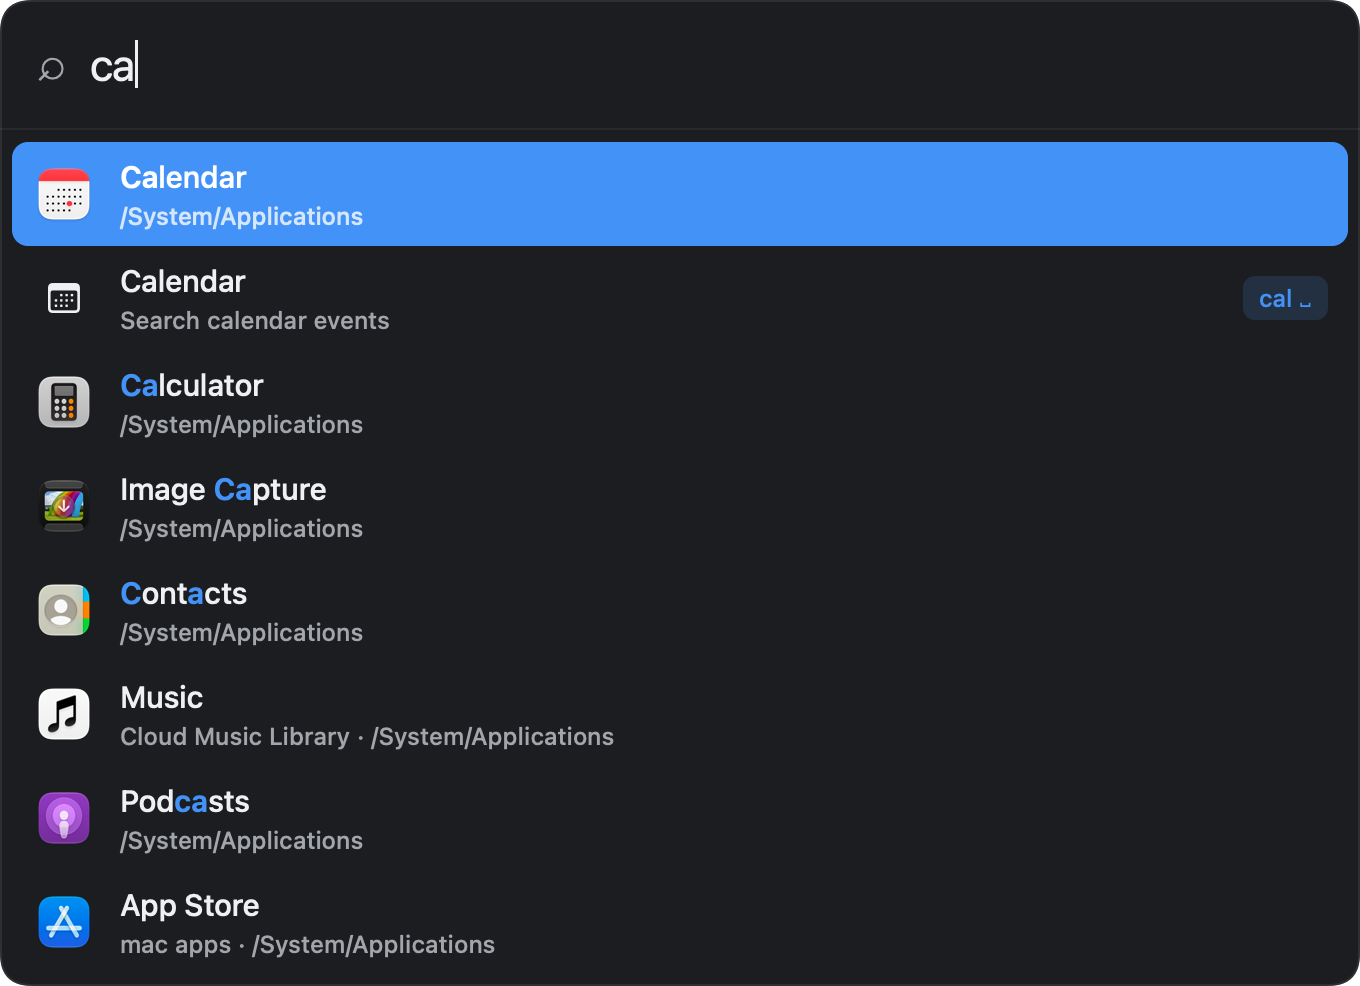 ca
Calendar
/System/Applications
Calendar
Search calendar events
cal ⎵
Calculator
/System/Applications
Image Capture
/System/Applications
Contacts
/System/Applications
Music
Cloud Music Library · /System/Applications
Podcasts
/System/Applications
App Store
mac apps · /System/Applications